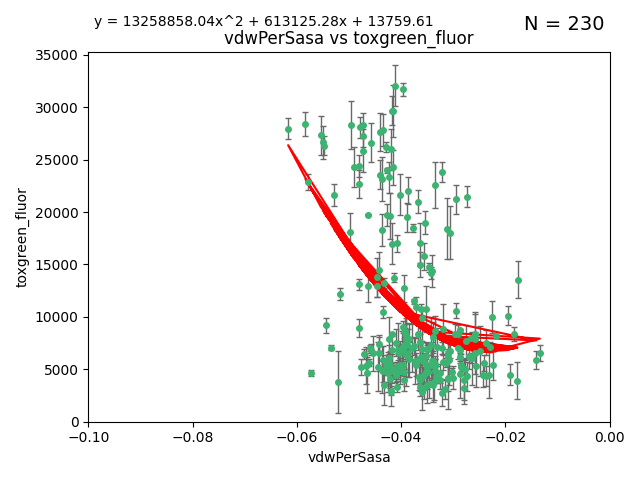 y = 13258858.04x^2 + 613125.28x + 13759.61
N = 230
vdwPerSasa vs toxgreen_fluor
35000
30000
25000
20000
15000
10000
5000
0
toxgreen_fluor
−0.10 −0.08 −0.06 −0.04 −0.02 0.00
vdwPerSasa